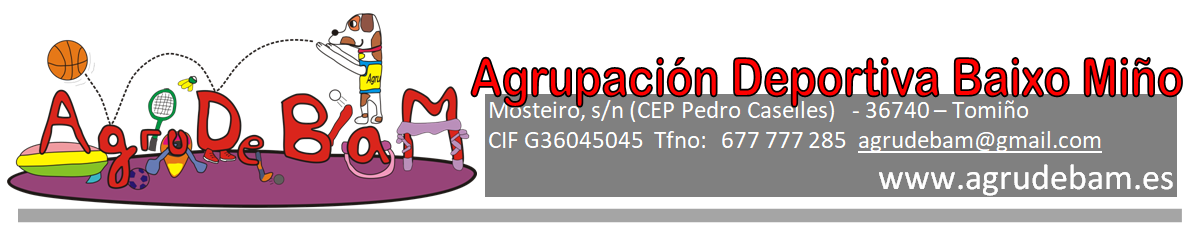 AgruDeBaM
Agru
Agrupación Deportiva Baixo Miño
Mosteiro, s/n (CEP Pedro Caselles) - 36740 – Tomiño
CIF G36045045 Tfno: 677 777 285 agrudebam@gmail.com
www.agrudebam.es